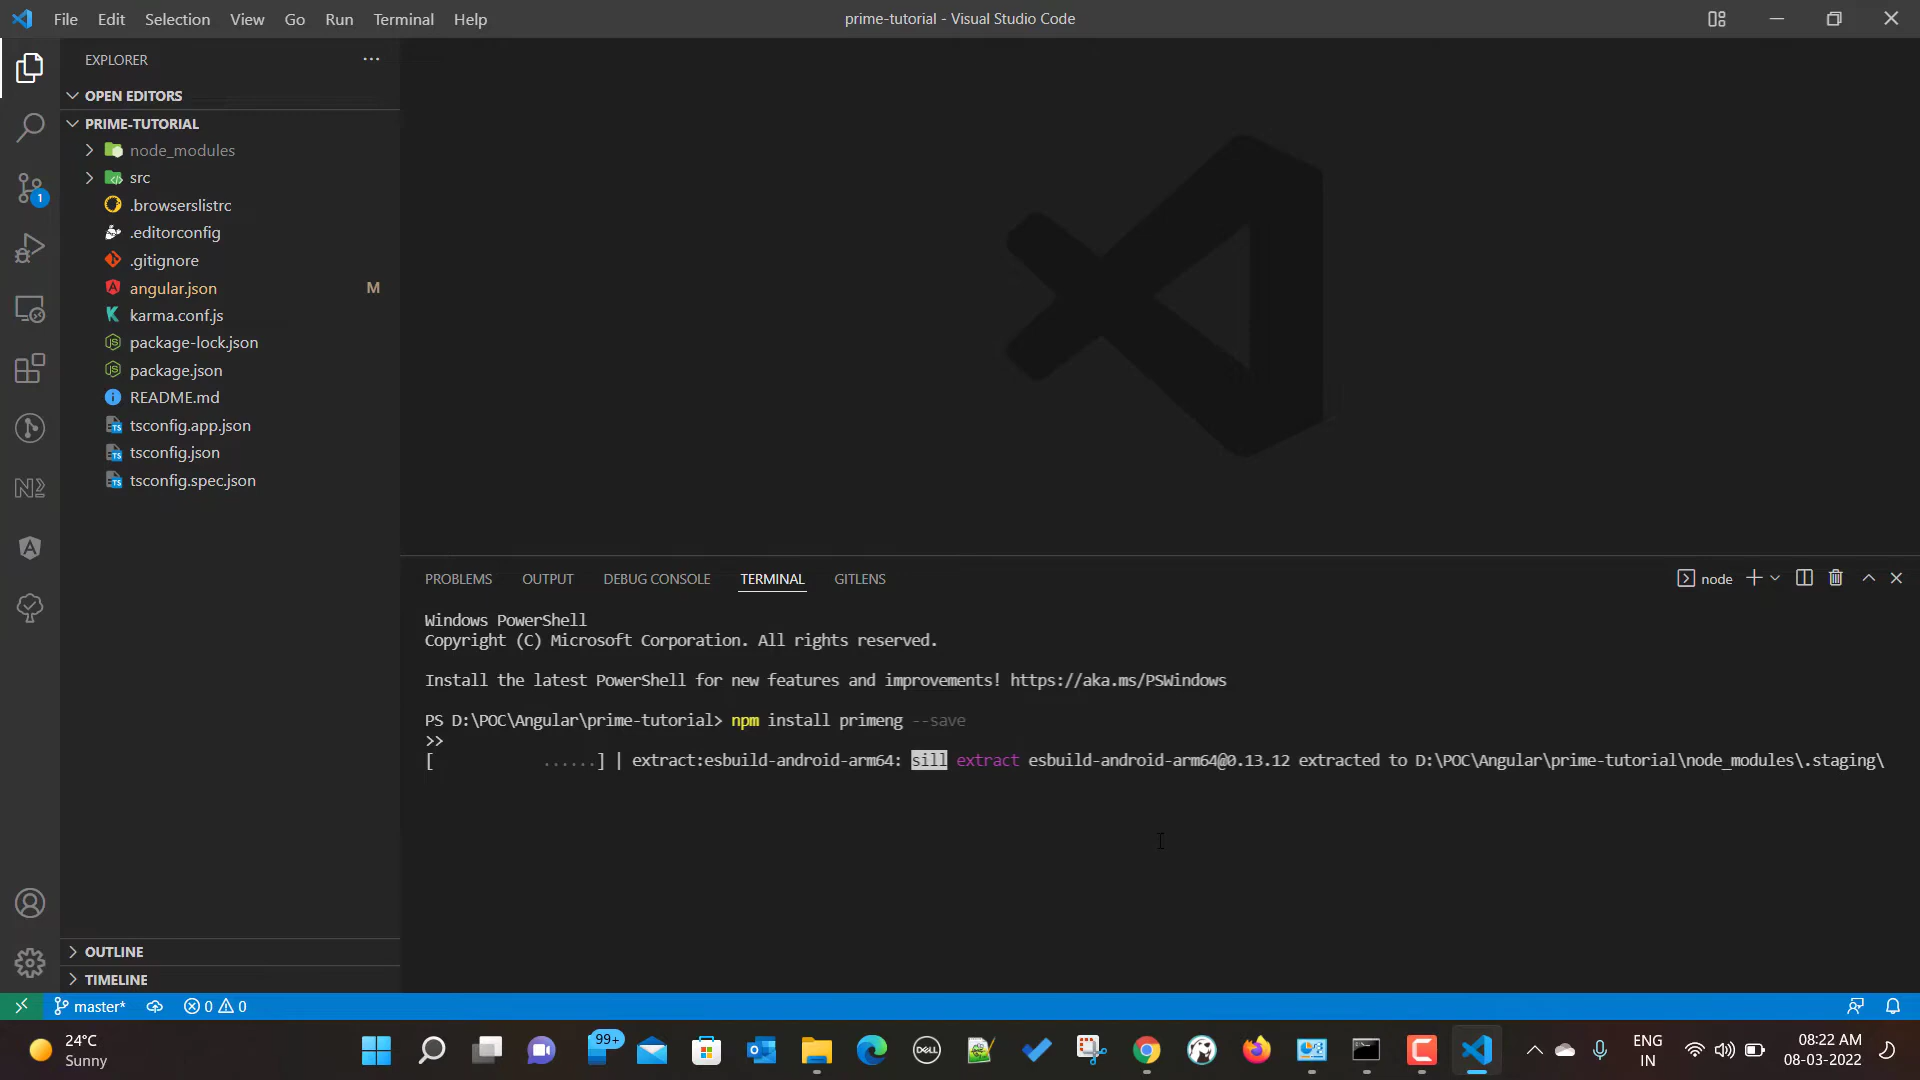 File Edit Selection View Go Run Terminal Help
prime-tutorial - Visual Studio Code
EXPLORER
OPEN EDITORS
PRIME-TUTORIAL
node_modules
src
.browserslistrc
.editorconfig
.gitignore
angular.json M
karma.conf.js
package-lock.json
package.json
README.md
tsconfig.app.json
tsconfig.json
tsconfig.spec.json
OUTLINE
TIMELINE
1
PROBLEMS OUTPUT DEBUG CONSOLE TERMINAL GITLENS
node
Windows PowerShell
Copyright (C) Microsoft Corporation. All rights reserved.
Install the latest PowerShell for new features and improvements! https://aka.ms/PSWindows
PS D:\POC\Angular\prime-tutorial> npm install primeng --save
>>
[ ......] | extract:esbuild-android-arm64: sill extract esbuild-android-arm64@0.13.12 extracted to D:\POC\Angular\prime-tutorial\node_modules\.staging\
master* 0 0
24°C
Sunny
99+
DELL
ENG
IN
08:22 AM
08-03-2022